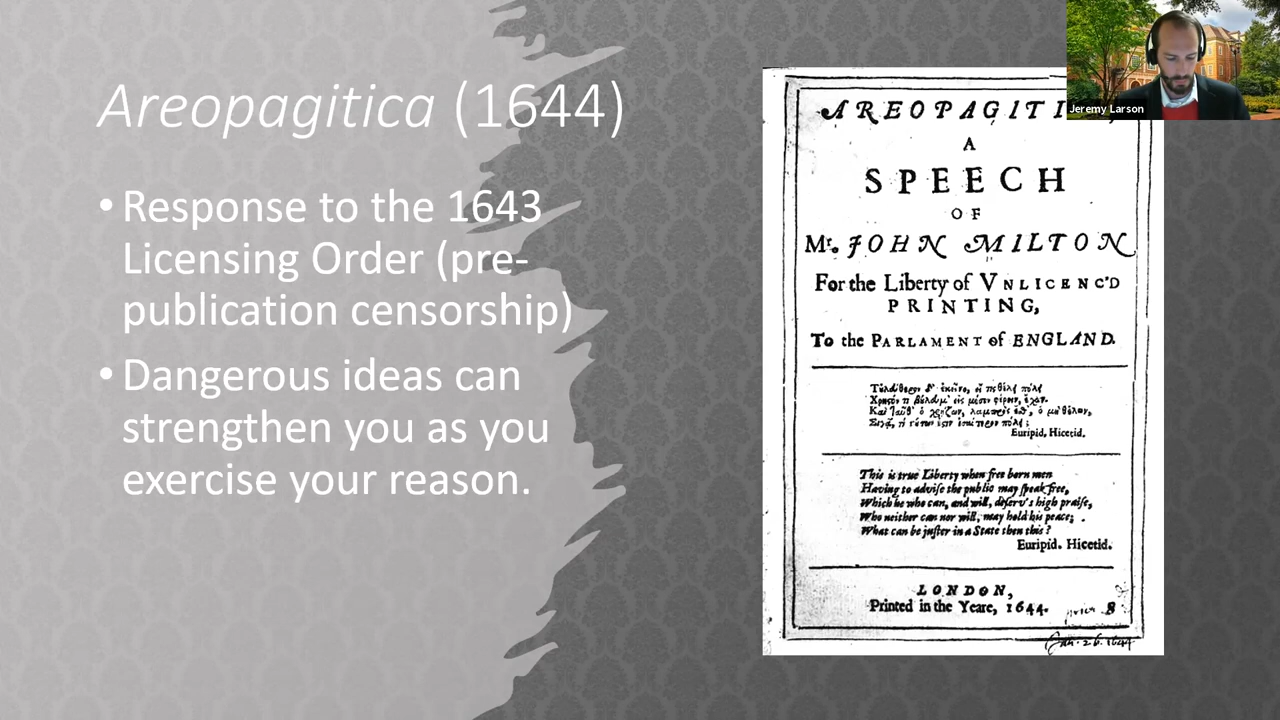 Areopagitica (1644)
• Response to the 1643
Licensing Order (pre-
publication censorship)
• Dangerous ideas can
strengthen you as you
exercise your reason.
Jeremy Larson
AREOPAGITI
A
SPEECH
OF
Mr. JOHN MILTON
For the Liberty of VNLICENC'D
PRINTING,
To the PARLAMENT of ENGLAND.
Euripid. Hicetid.
This is true Liberty when free born men
Having to advise the public may speak free,
Which he who can, and will, deserv's high praise,
Who neither can nor will, may hold his peace;
What can be juster in a State then this?
Euripid. Hicetid.
LONDON,
Printed in the Yeare, 1644.